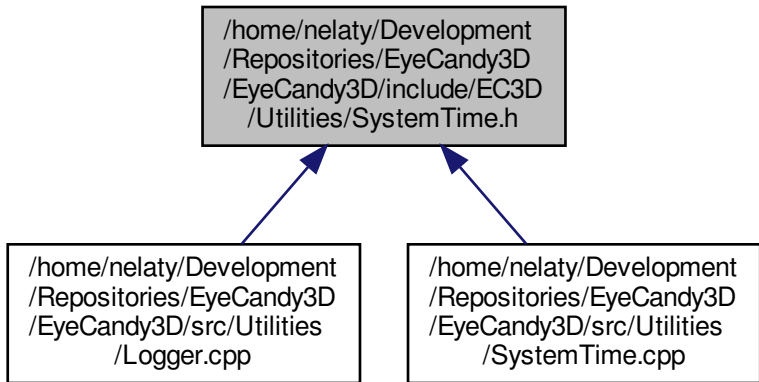 /home/nelaty/Development
/Repositories/EyeCandy3D
/EyeCandy3D/include/EC3D
/Utilities/SystemTime.h
/home/nelaty/Development
/Repositories/EyeCandy3D
/EyeCandy3D/src/Utilities
/Logger.cpp
/home/nelaty/Development
/Repositories/EyeCandy3D
/EyeCandy3D/src/Utilities
/SystemTime.cpp